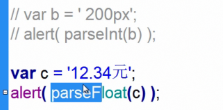 // var b = ' 200px';
// alert( parseInt(b) );
var c = '12.34元';
alert( parseFloat(c) );